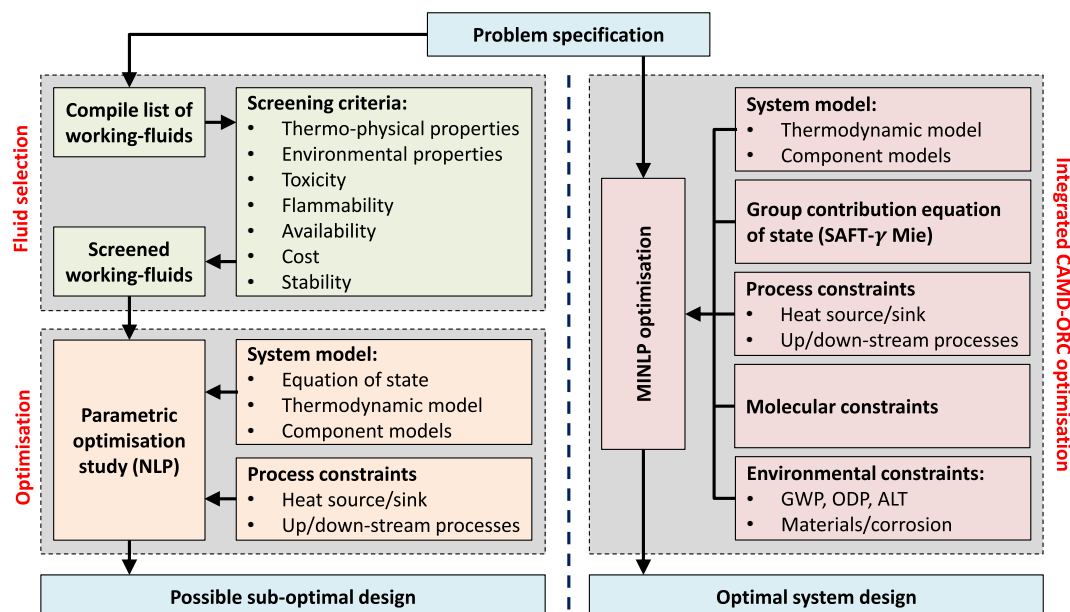 Problem specification
Fluid selection
Compile list of
working-fluids
Screening criteria:
• Thermo-physical properties
• Environmental properties
• Toxicity
• Flammability
• Availability
• Cost
• Stability
Screened
working-fluids
Optimisation
Parametric
optimisation
study (NLP)
System model:
• Equation of state
• Thermodynamic model
• Component models
Process constraints
• Heat source/sink
• Up/down-stream processes
Possible sub-optimal design
MINLP optimisation
System model:
• Thermodynamic model
• Component models
Group contribution equation
of state (SAFT-γ Mie)
Process constraints
• Heat source/sink
• Up/down-stream processes
Molecular constraints
Environmental constraints:
• GWP, ODP, ALT
• Materials/corrosion
Integrated CAMD-ORC optimisation
Optimal system design